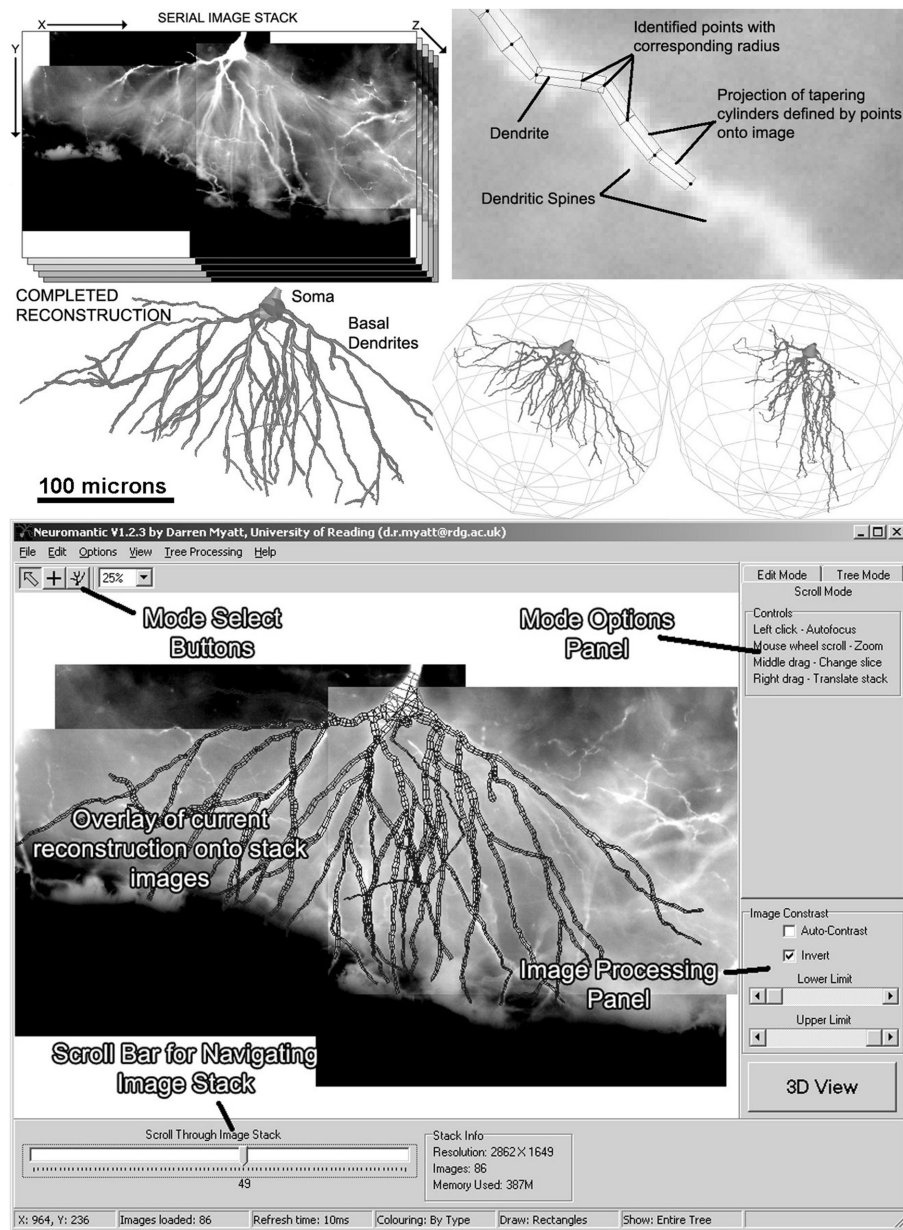 SERIAL IMAGE STACK
X
Y
Z
Identified points with
corresponding radius
Dendrite
Projection of tapering
cylinders defined by points
onto image
Dendritic Spines
COMPLETED
RECONSTRUCTION
Soma
Basal
Dendrites
100 microns
Neuromantic V1.2.3 by Darren Myatt, University of Reading (d.r.myatt@rdg.ac.uk)
File Edit Options View Tree Processing Help
25%
Mode Select
Buttons
Mode Options
Panel
Edit Mode Tree Mode
Scroll Mode
Controls
Left click - Autofocus
Mouse wheel scroll - Zoom
Middle drag - Change slice
Right drag - Translate stack
Overlay of current
reconstruction onto stack
images
Image Constrast
Auto-Contrast
Invert
Lower Limit
Upper Limit
Image Processing
Panel
3D View
Scroll Bar for Navigating
Image Stack
Scroll Through Image Stack
49
Stack Info
Resolution: 2862 X 1649
Images: 86
Memory Used: 387M
X: 964, Y: 236 Images loaded: 86 Refresh time: 10ms Colouring: By Type Draw: Rectangles Show: Entire Tree